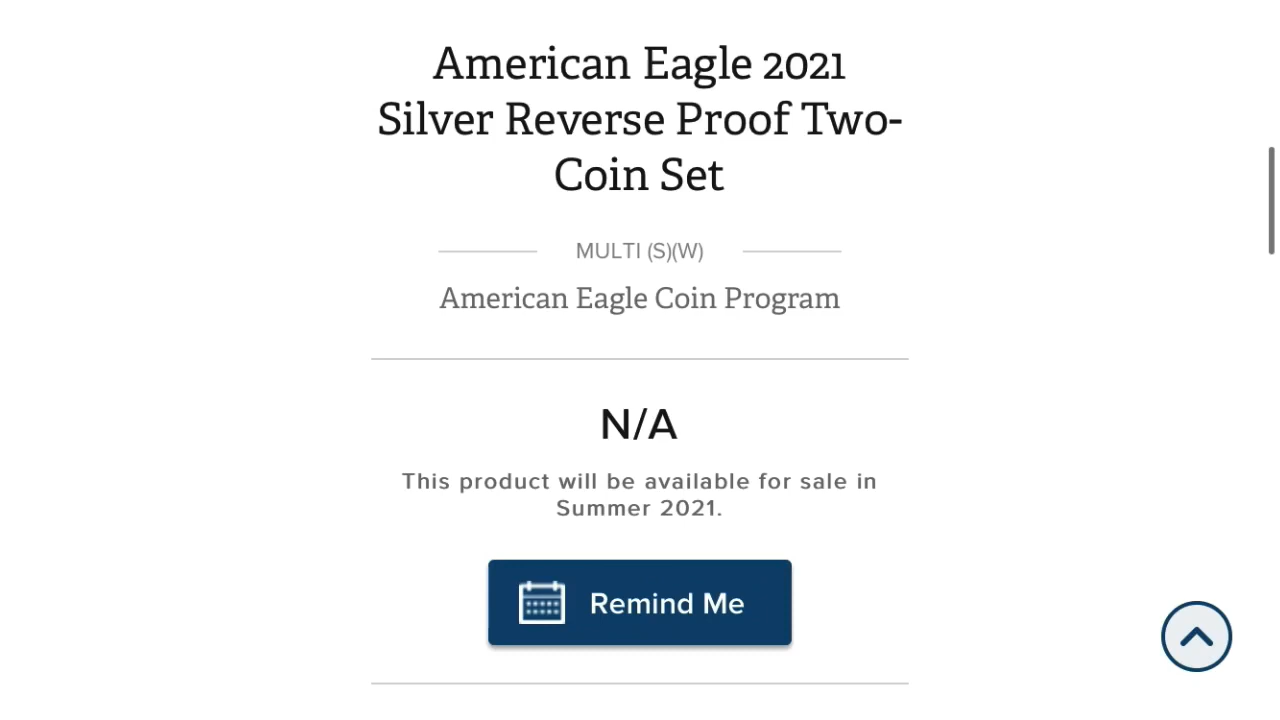 American Eagle 2021
Silver Reverse Proof Two-
Coin Set
MULTI (S)(W)
American Eagle Coin Program
N/A
This product will be available for sale in
Summer 2021.
Remind Me